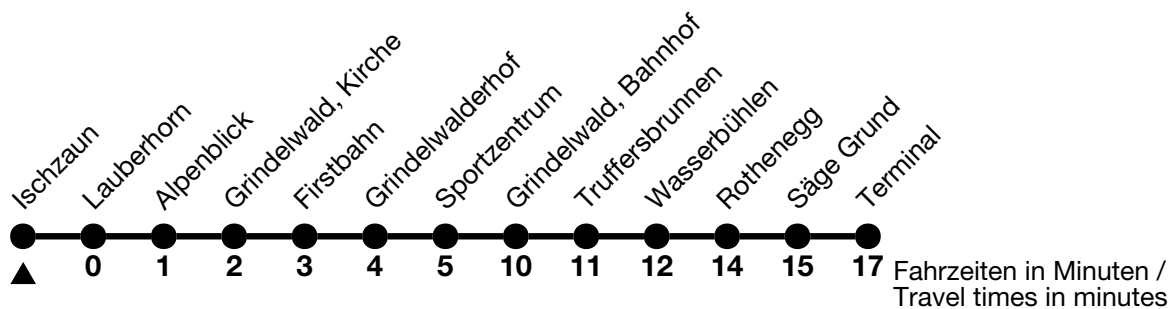 Ischzaun
Lauberhorn
Alpenblick
Grindelwald, Kirche
Firstbahn
Grindelwalderhof
Sportzentrum
Grindelwald, Bahnhof
Truffersbrunnen
Wasserbühlen
Rothenegg
Säge Grund
Terminal
0 1 2 3 4 5 10 11 12 14 15 17
Fahrzeiten in Minuten /
Travel times in minutes